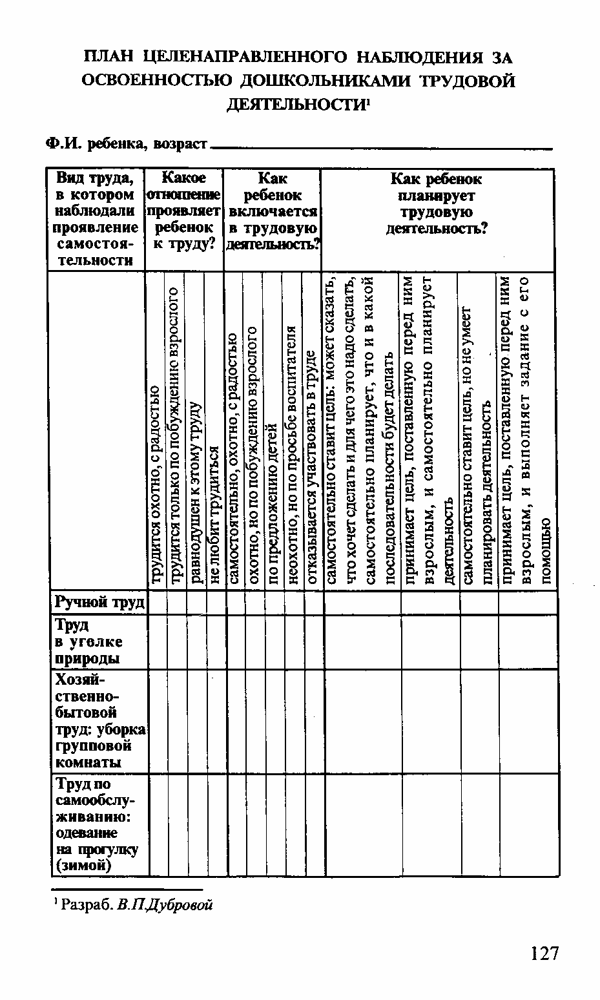 ПЛАН ЦЕЛЕНАПРАВЛЕННОГО НАБЛЮДЕНИЯ ЗА
ОСВОЕННОСТЬЮ ДОШКОЛЬНИКАМИ ТРУДОВОЙ
ДЕЯТЕЛЬНОСТИ¹
Ф.И. ребенка, возраст
Вид труда,
в котором
наблюдали
проявление
самостоя-
тельности
Какое
отношение
проявляет
ребенок
к труду?
Как
ребенок
включается
в трудовую
деятельность?
Как ребенок
планирует
трудовую
деятельность?
трудится охотно, с радостью
трудится только по побуждению взрослого
равнодушен к этому труду
не любит трудиться
самостоятельно, охотно, с радостью
охотно, но по побуждению взрослого
по предложению детей
неохотно, но по просьбе воспитателя
отказывается участвовать в труде
самостоятельно ставит цель: может сказать,
что хочет сделать и для чего это надо сделать,
самостоятельно планирует, что и в какой
последовательности будет делать
принимает цель, поставленную перед ним
взрослым, и самостоятельно планирует
деятельность
самостоятельно ставит цель, но не умеет
планировать деятельность
принимает цель, поставленную перед ним
взрослым, и выполняет задание с его
помощью
Ручной труд
Труд
в уголке
природы
Хозяй-
ственно-
бытовой
труд: уборка
групповой
комнаты
Труд по
самообслу-
живанию:
одевание
на прогулку
(зимой)
¹ Разраб. В.П.Дубровой
127